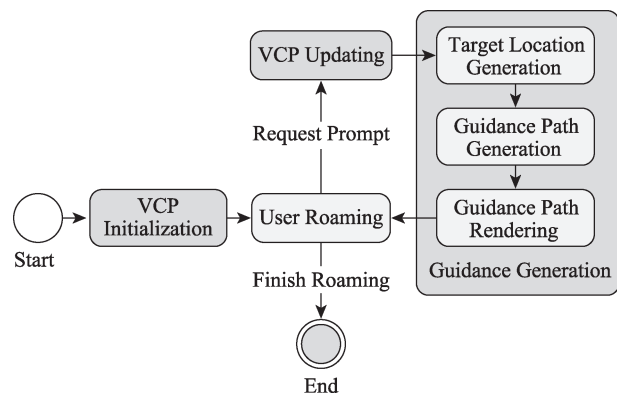 VCP Updating
Target Location
Generation
Request Prompt
Guidance Path
Generation
Start
VCP
Initialization
User Roaming
Guidance Path
Rendering
Guidance Generation
Finish Roaming
End